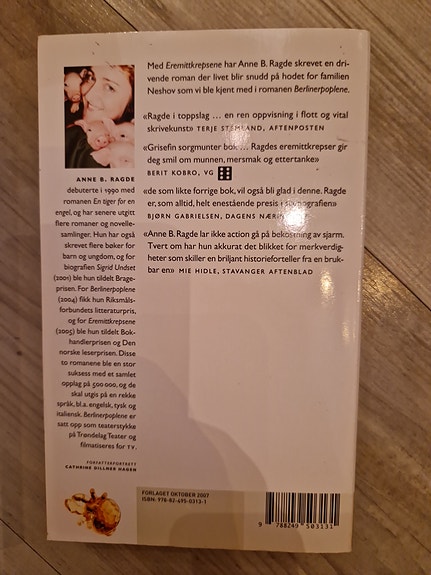 Med Eremittkrepsene har Anne B. Ragde skrevet en dri-
vende roman der livet blir snudd på hodet for familien
Neshov som vi ble kjent med i romanen Berlinerpoplene.
«Ragde i toppslag ... en ren oppvisning i flott og vital
skrivekunst» TERJE STEMLAND, AFTENPOSTEN
«Grisefin sorgmunter bok ... Ragdes eremittkrepser gir
deg smil om munnen, mersmak og ettertanke»
BERIT KOBRO, VG
«de som likte forrige bok, vil også bli glad i denne. Ragde
er, som alltid, helt enestående presis i
BJØRN GABRIELSEN, DAGENS
«Anne B. Ragde lar ikke action gå på bekostning av sjarm.
Tvert om har hun akkurat det blikket for merkverdig-
heter som skiller en briljant historieforteller fra en bruk-
bar en» MIE HIDLE, STAVANGER AFTENBLAD
ANNE B. RAGDE
debuterte i 1990 med
romanen En tiger for en
engel, og har senere utgitt
flere romaner og novelle-
samlinger. Hun har også
skrevet flere bøker for
barn og ungdom, og for
biografien Sigrid Undset
(2001) ble hun tildelt Brage-
prisen. For Berlinerpoplene
(2004) fikk hun Riksmåls-
forbundets litteraturpris,
og for Eremittkrepsene
(2005) ble hun tildelt Bok-
handlerprisen og Den
norske leserprisen. Disse
to romanene ble en stor
suksess med et samlet
opplag på 500 000, og de
skal utgis på en rekke
språk, bl.a. engelsk, tysk og
italiensk. Berlinerpoplene er
satt opp som teaterstykke
på Trøndelag Teater og
filmatiseres for TV.
FORFATTERPORTRETT
CATHRINE DILLNER HAGEN
FORLAGET OKTOBER 2007
ISBN: 978-82-495-0313-1
9 788249 503131